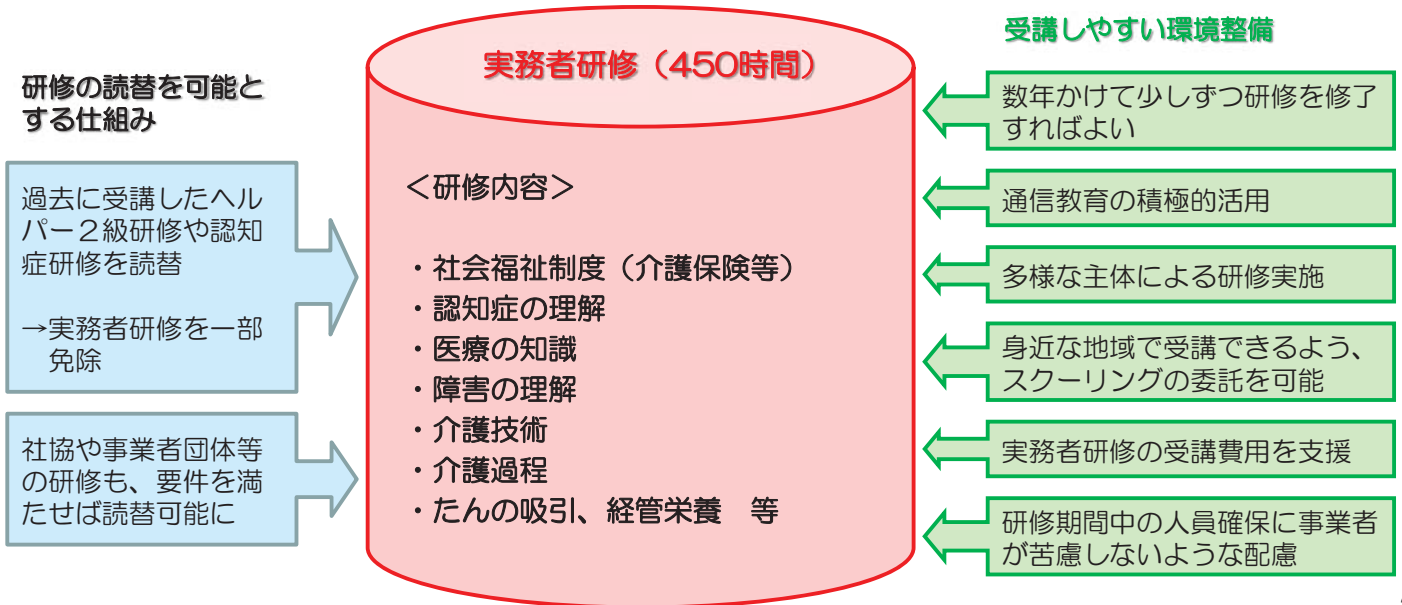 研修の読替を可能と
する仕組み
過去に受講したヘル
パー２級研修や認知
症研修を読替
→実務者研修を一部
免除
社協や事業者団体等
の研修も、要件を満
たせば読替可能に
実務者研修（450時間）
＜研修内容＞
・社会福祉制度（介護保険等）
・認知症の理解
・医療の知識
・障害の理解
・介護技術
・介護過程
・たんの吸引、経管栄養　等
受講しやすい環境整備
数年かけて少しずつ研修を修了
すればよい
通信教育の積極的活用
多様な主体による研修実施
身近な地域で受講できるよう、
スクーリングの委託を可能
実務者研修の受講費用を支援
研修期間中の人員確保に事業者
が苦慮しないような配慮